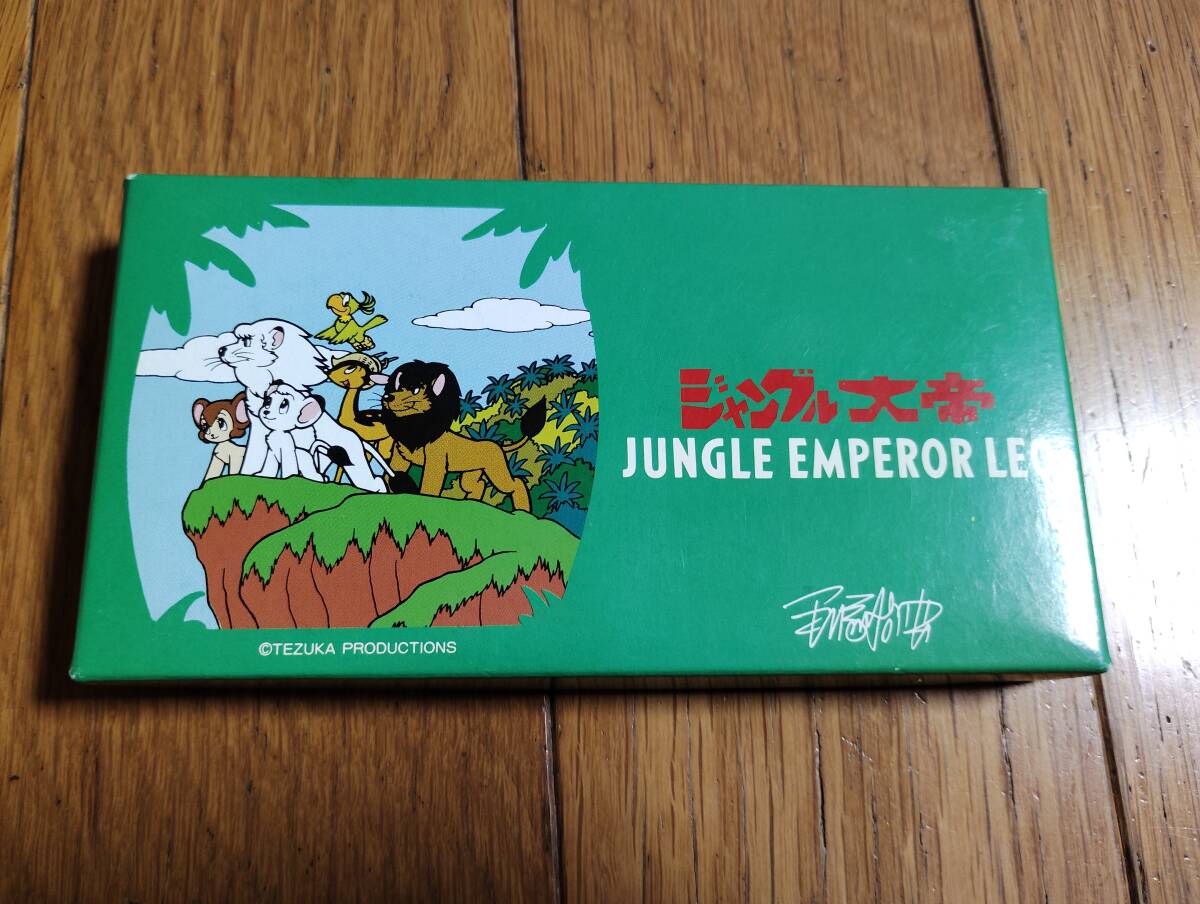 ジャングル大帝
JUNGLE EMPEROR LEO
©TEZUKA PRODUCTIONS